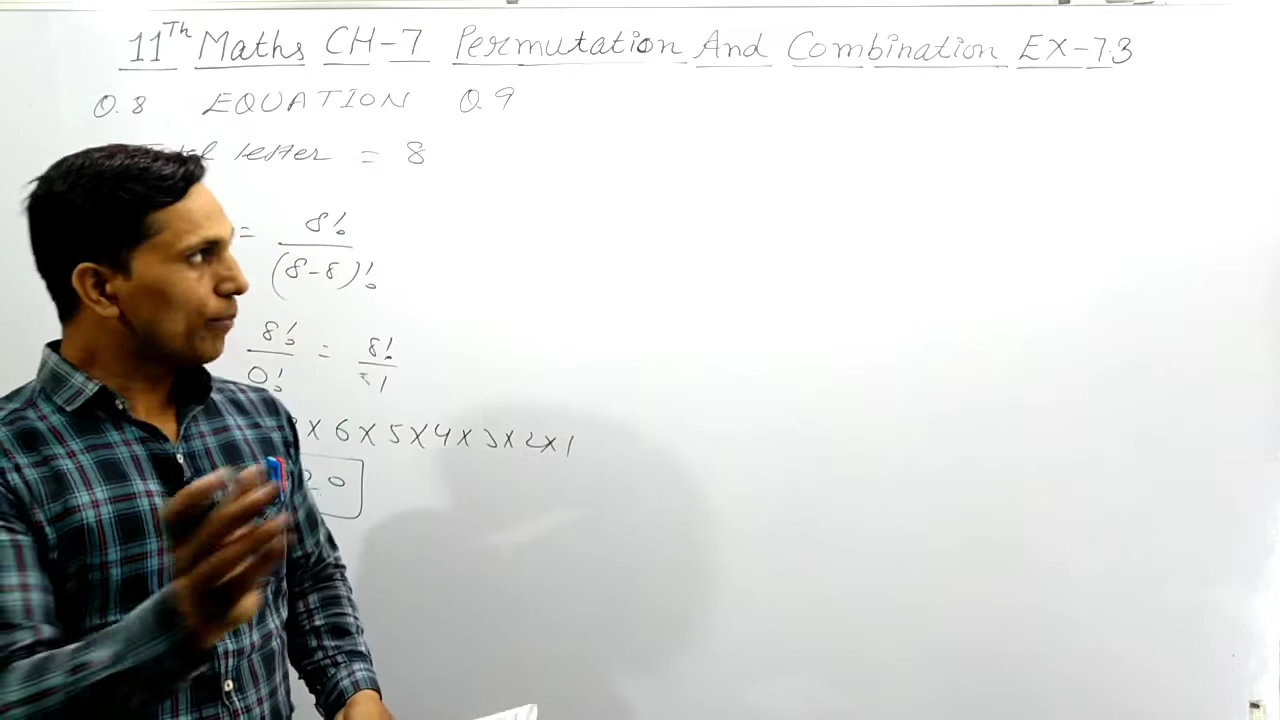 11Th Maths CH-7 Permutation And Combination EX-7.3
Q.8 EQUATION Q.9
letter = 8
= 8! / (8-8)!
8! / 0! = 8! / 1
× 6 × 5 × 4 × 3 × 2 × 1
20